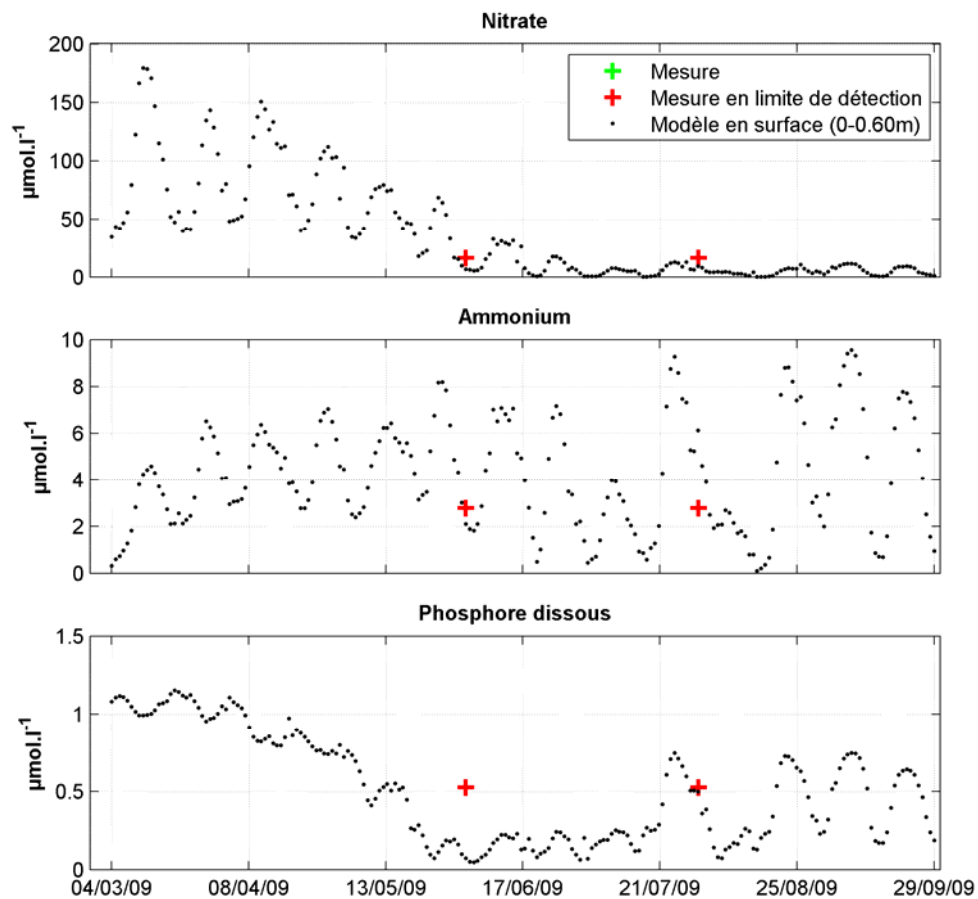 Nitrate
200
150
100
50
0
µmol.l-1
Mesure
Mesure en limite de détection
Modèle en surface (0-0.60m)
Ammonium
10
8
6
4
2
0
µmol.l-1
Phosphore dissous
1.5
1
0.5
0
µmol.l-1
04/03/09 08/04/09 13/05/09 17/06/09 21/07/09 25/08/09 29/09/09